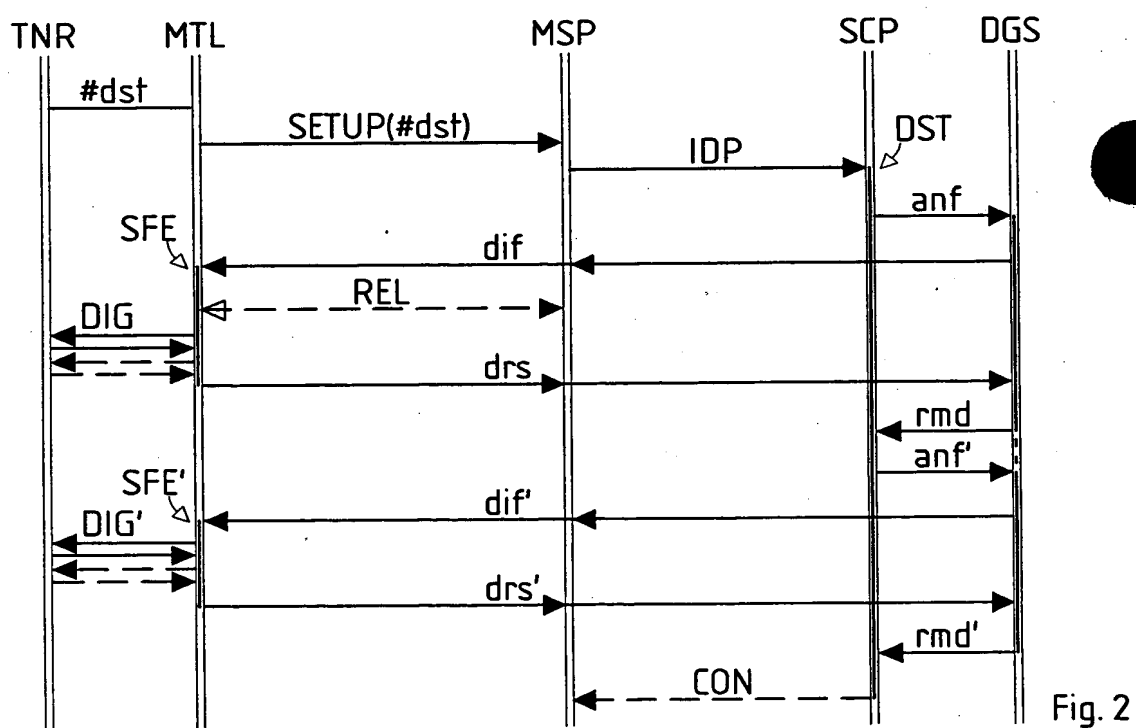 TNR MTL MSP SCP DGS
#dst
SETUP(#dst)
IDP
DST
anf
SFE
dif
REL
DIG
drs
rmd
anf'
SFE'
dif'
DIG'
drs'
rmd'
CON
Fig. 2